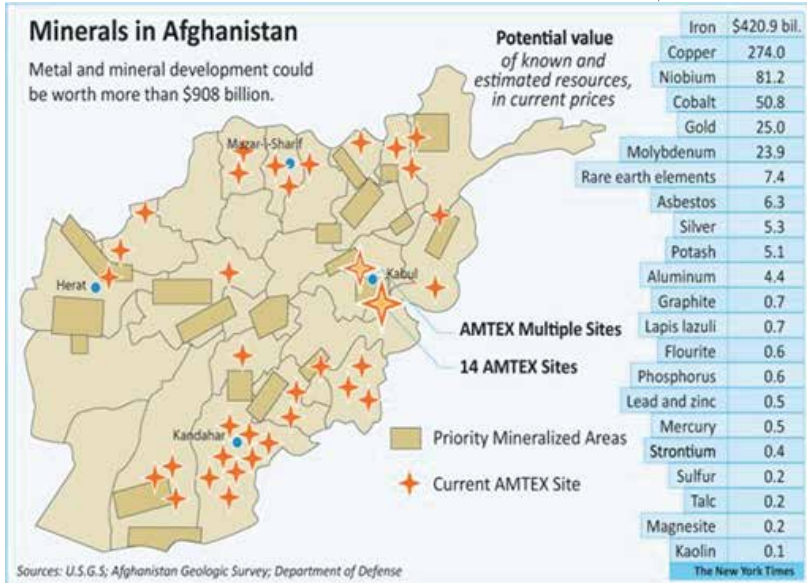 Minerals in Afghanistan
Metal and mineral development could
be worth more than $908 billion.
Potential value
of known and
estimated resources,
in current prices
Iron $420.9 bil.
Copper 274.0
Niobium 81.2
Cobalt 50.8
Gold 25.0
Molybdenum 23.9
Rare earth elements 7.4
Asbestos 6.3
Silver 5.3
Potash 5.1
Aluminum 4.4
Graphite 0.7
Lapis lazuli 0.7
Flourite 0.6
Phosphorus 0.6
Lead and zinc 0.5
Mercury 0.5
Strontium 0.4
Sulfur 0.2
Talc 0.2
Magnesite 0.2
Kaolin 0.1
Mazar-i-Sharif
Herat
Kabul
Kandahar
AMTEX Multiple Sites
14 AMTEX Sites
Priority Mineralized Areas
Current AMTEX Site
Sources: U.S.G.S; Afghanistan Geologic Survey; Department of Defense
The New York Times